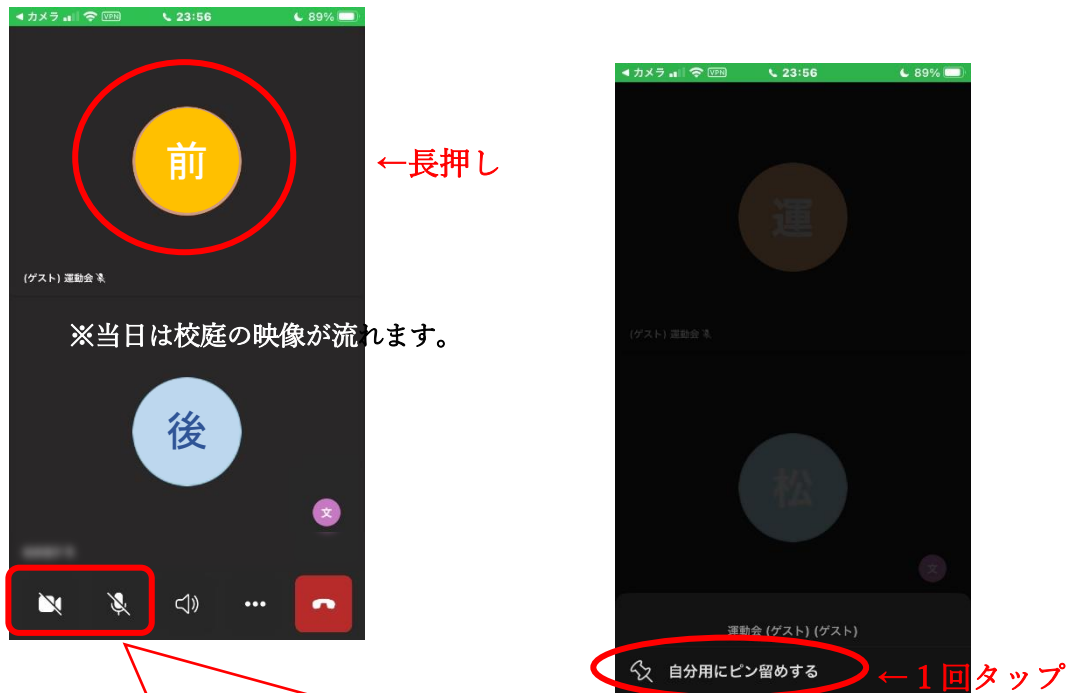 カメラ VPN 23:56 89%
前
←長押し
(ゲスト) 運動会
※当日は校庭の映像が流れます。
後
文
カメラ VPN 23:56 89%
運
(ゲスト) 運動会
松
文
運動会 (ゲスト) (ゲスト)
自分用にピン留めする
←１回タップ